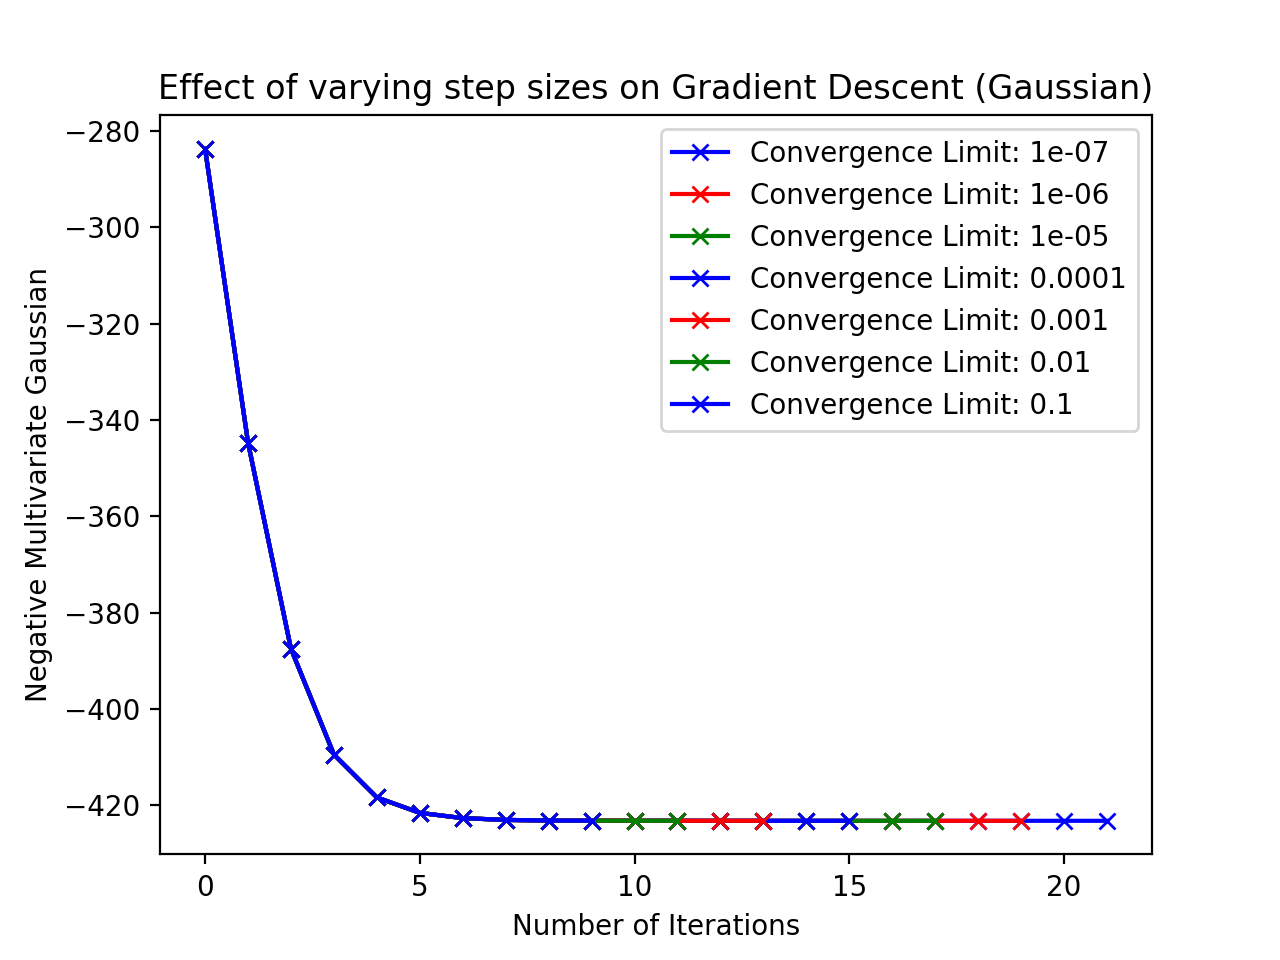 Effect of varying step sizes on Gradient Descent (Gaussian)
Negative Multivariate Gaussian
−280
−300
−320
−340
−360
−380
−400
−420
Convergence Limit: 1e-07
Convergence Limit: 1e-06
Convergence Limit: 1e-05
Convergence Limit: 0.0001
Convergence Limit: 0.001
Convergence Limit: 0.01
Convergence Limit: 0.1
0 5 10 15 20
Number of Iterations